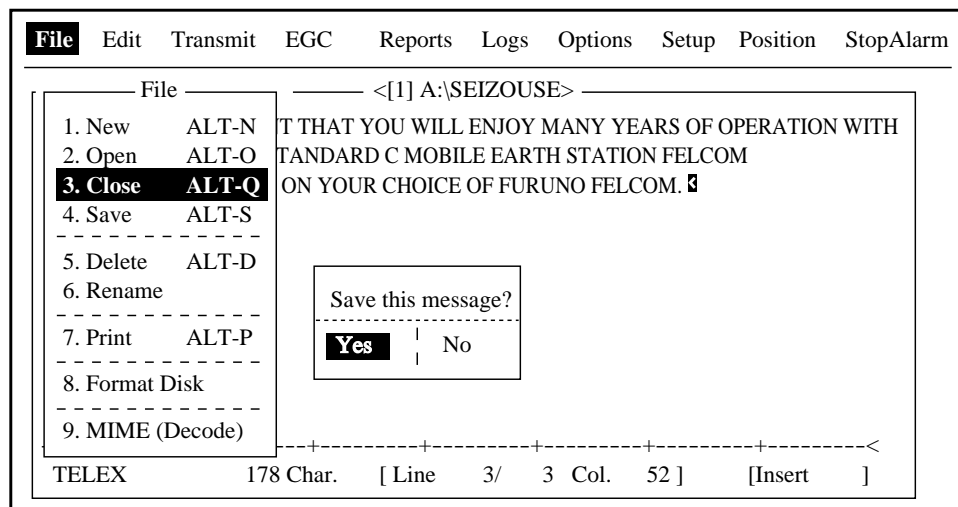 File Edit Transmit EGC Reports Logs Options Setup Position StopAlarm
File
<[1] A:\SEIZOUSE>
1. New ALT-N
2. Open ALT-O
3. Close ALT-Q
4. Save ALT-S
5. Delete ALT-D
6. Rename
7. Print ALT-P
8. Format Disk
9. MIME (Decode)
THAT YOU WILL ENJOY MANY YEARS OF OPERATION WITH
TANDARD C MOBILE EARTH STATION FELCOM
ON YOUR CHOICE OF FURUNO FELCOM.
Save this message?
Yes No
TELEX 178 Char. [ Line 3/ 3 Col. 52 ] [Insert ]